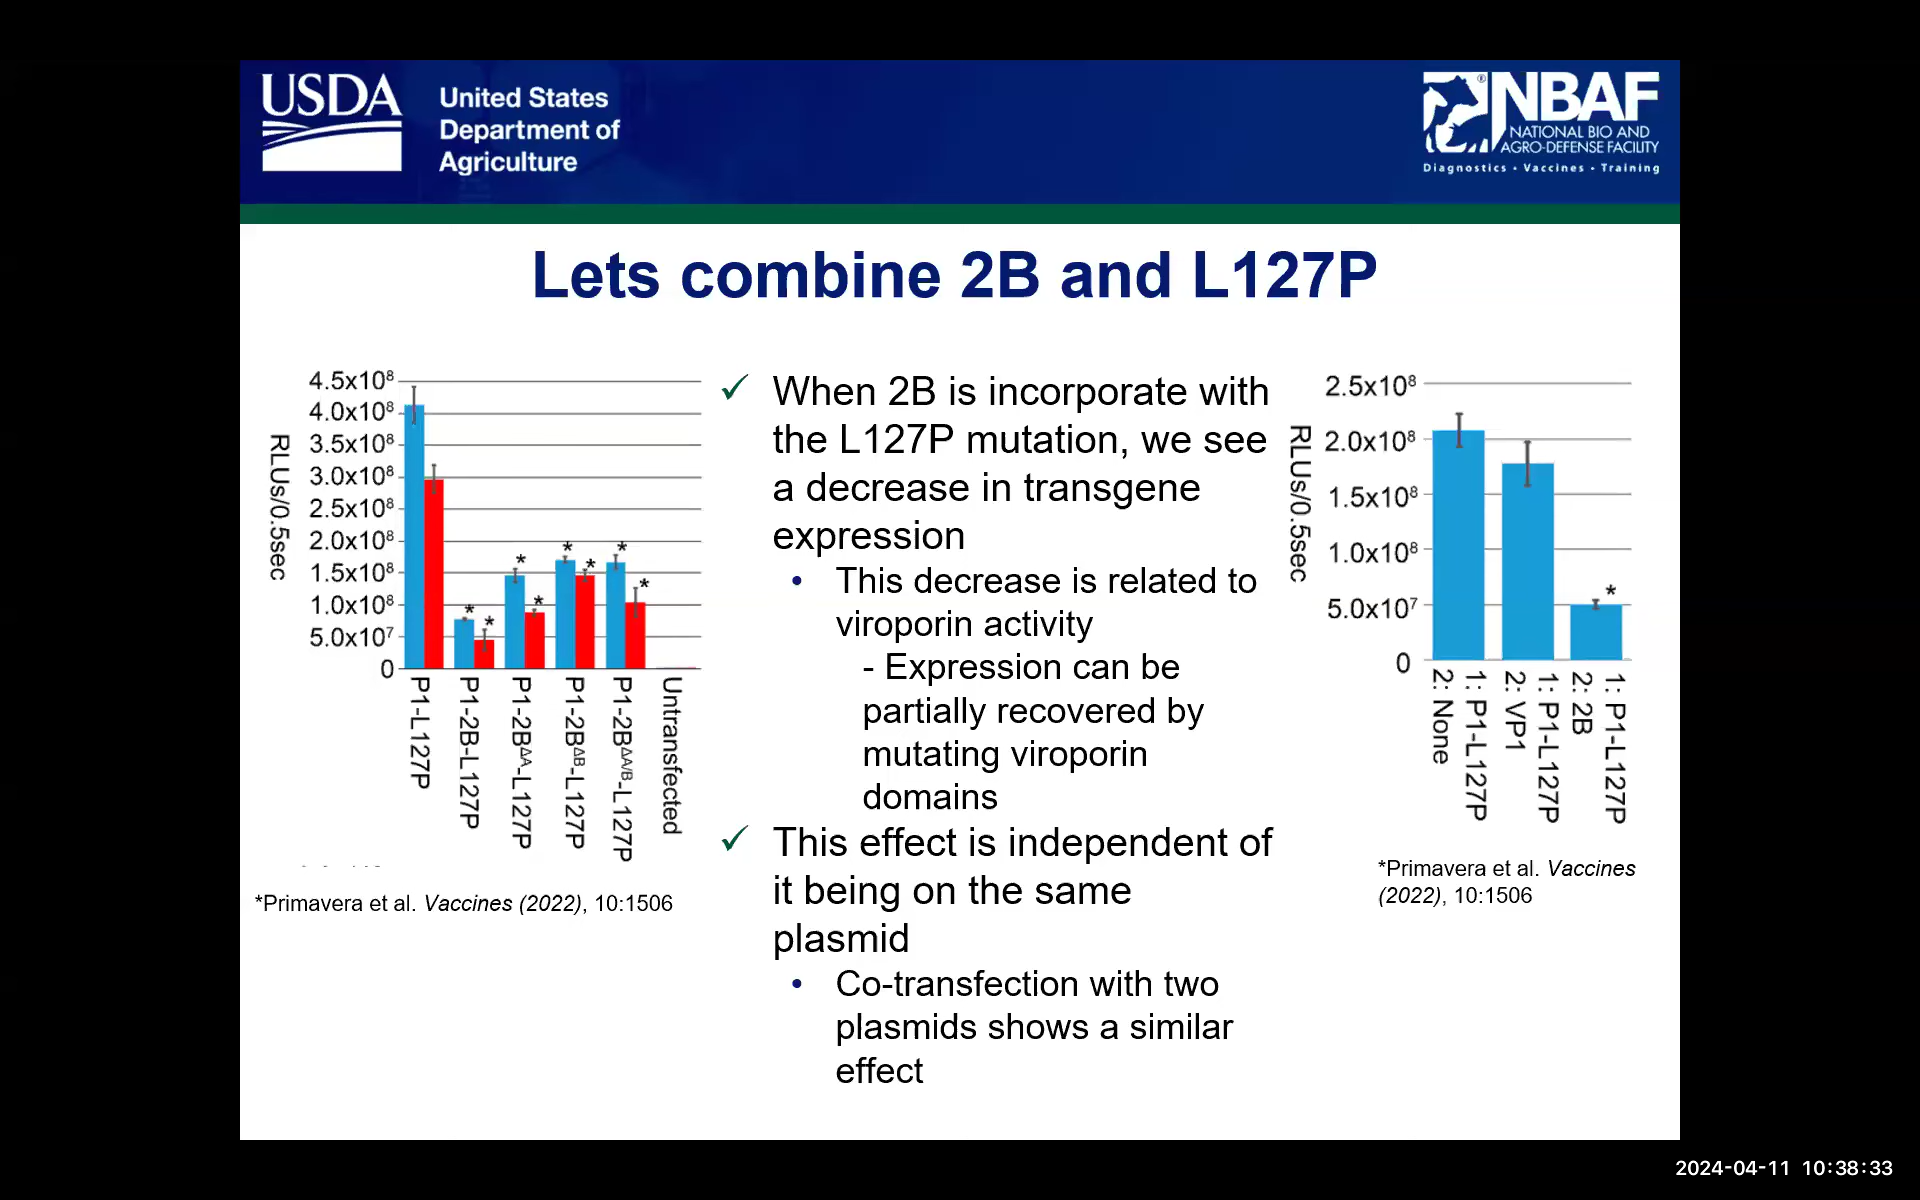 USDA
United States
Department of
Agriculture
®NBAF
NATIONAL BIO AND
AGRO-DEFENSE FACILITY
Diagnostics • Vaccines • Training
Lets combine 2B and L127P
RLUs/0.5sec
4.5x10⁸
4.0x10⁸
3.5x10⁸
3.0x10⁸
2.5x10⁸
2.0x10⁸
1.5x10⁸
1.0x10⁸
5.0x10⁷
0
* * * * * * * *
P1-L127P
P1-2B-L127P
P1-2B^ΔA-L127P
P1-2B^ΔB-L127P
P1-2B^ΔA/B-L127P
Untransfected
*Primavera et al. Vaccines (2022), 10:1506
✓ When 2B is incorporate with
the L127P mutation, we see
a decrease in transgene
expression
• This decrease is related to
viroporin activity
- Expression can be
partially recovered by
mutating viroporin
domains
✓ This effect is independent of
it being on the same
plasmid
• Co-transfection with two
plasmids shows a similar
effect
RLUs/0.5sec
2.5x10⁸
2.0x10⁸
1.5x10⁸
1.0x10⁸
5.0x10⁷
0
*
1: P1-L127P
2: None
1: P1-L127P
2: VP1
1: P1-L127P
2: 2B
*Primavera et al. Vaccines
(2022), 10:1506
2024-04-11 10:38:33